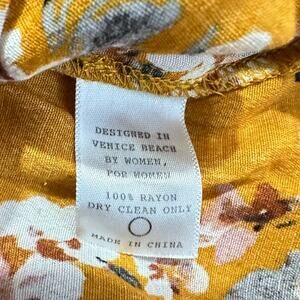 DESIGNED IN
VENICE BEACH
BY WOMEN,
FOR WOMEN
100% RAYON
DRY CLEAN ONLY
MADE IN CHINA